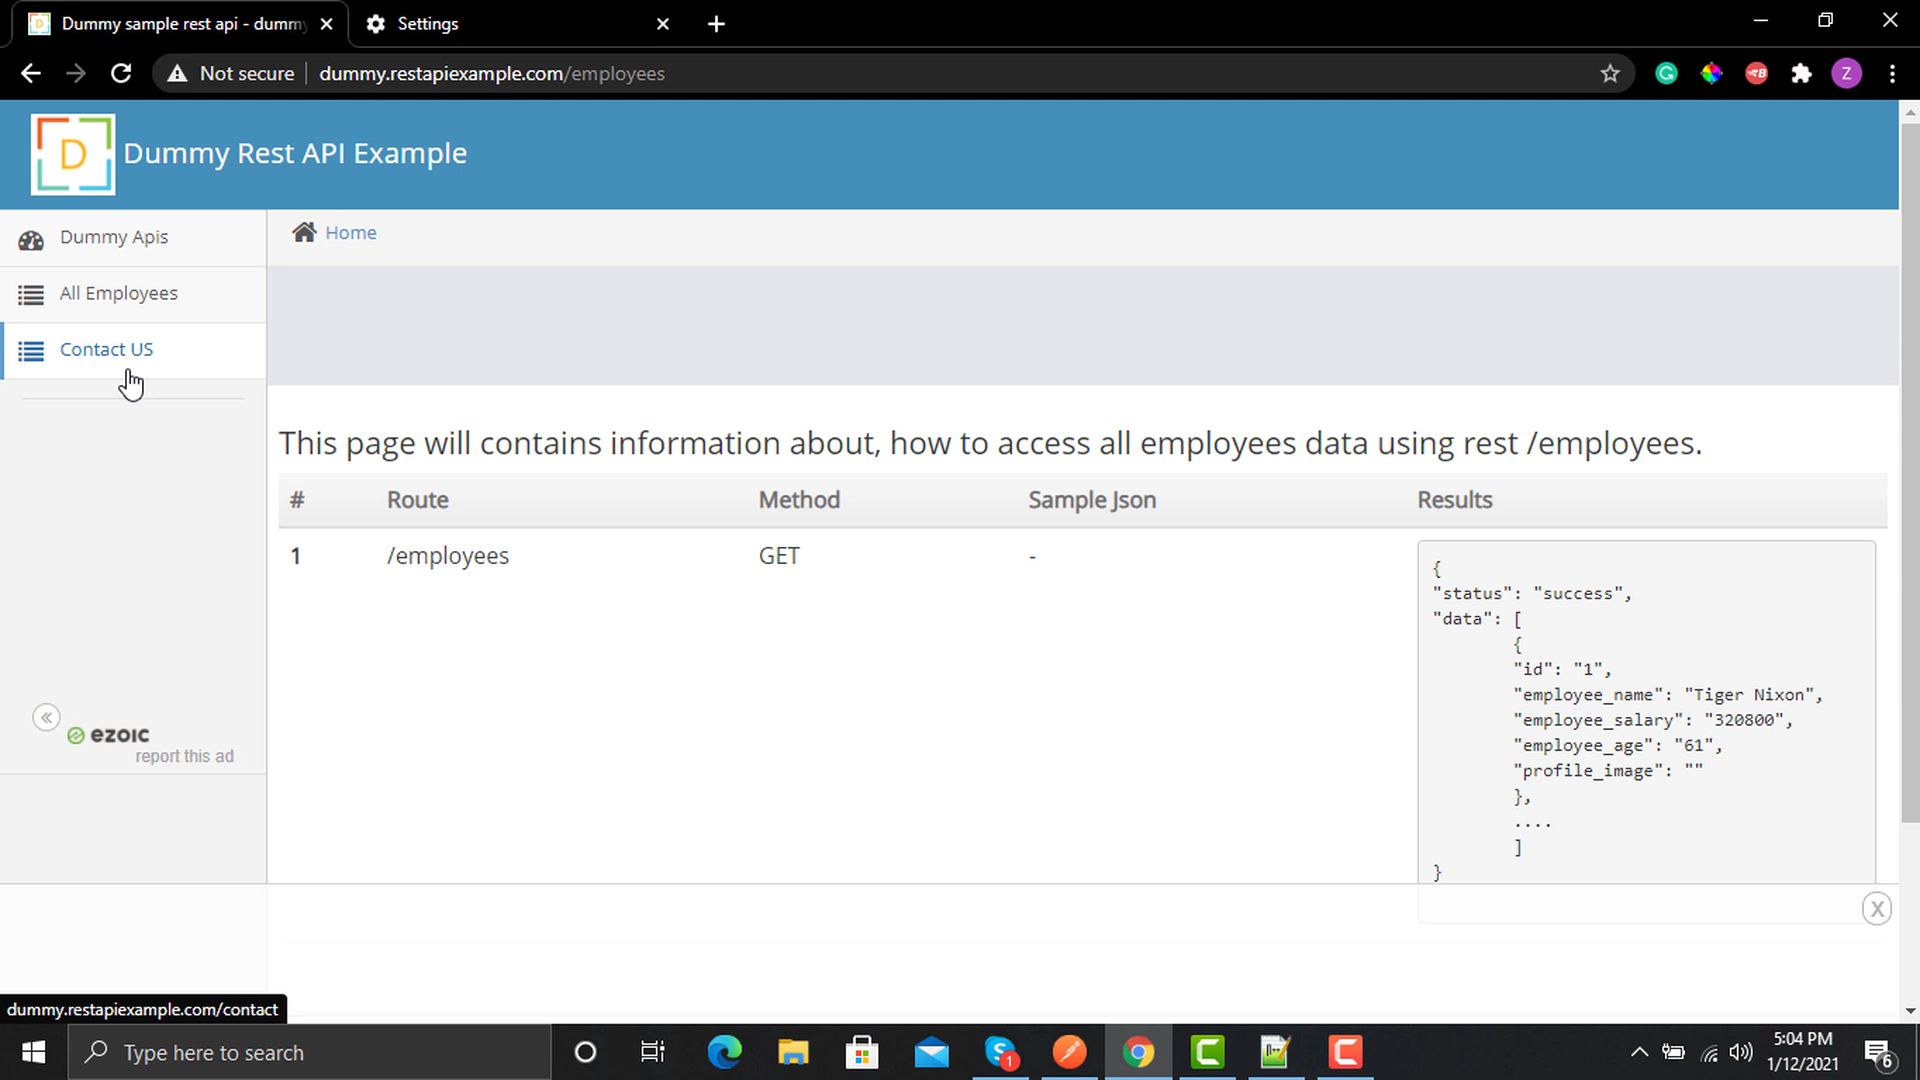 Dummy sample rest api - dummy
Settings
Not secure
dummy.restapiexample.com/employees
Z
D
Dummy Rest API Example
Dummy Apis
Home
All Employees
Contact US
This page will contains information about, how to access all employees data using rest /employees.
# Route Method Sample Json Results
1 /employees GET -
{
"status": "success",
"data": [
{
"id": "1",
"employee_name": "Tiger Nixon",
"employee_salary": "320800",
"employee_age": "61",
"profile_image": ""
},
....
]
}
ezoic
report this ad
X
dummy.restapiexample.com/contact
Type here to search
1
5:04 PM
1/12/2021
6